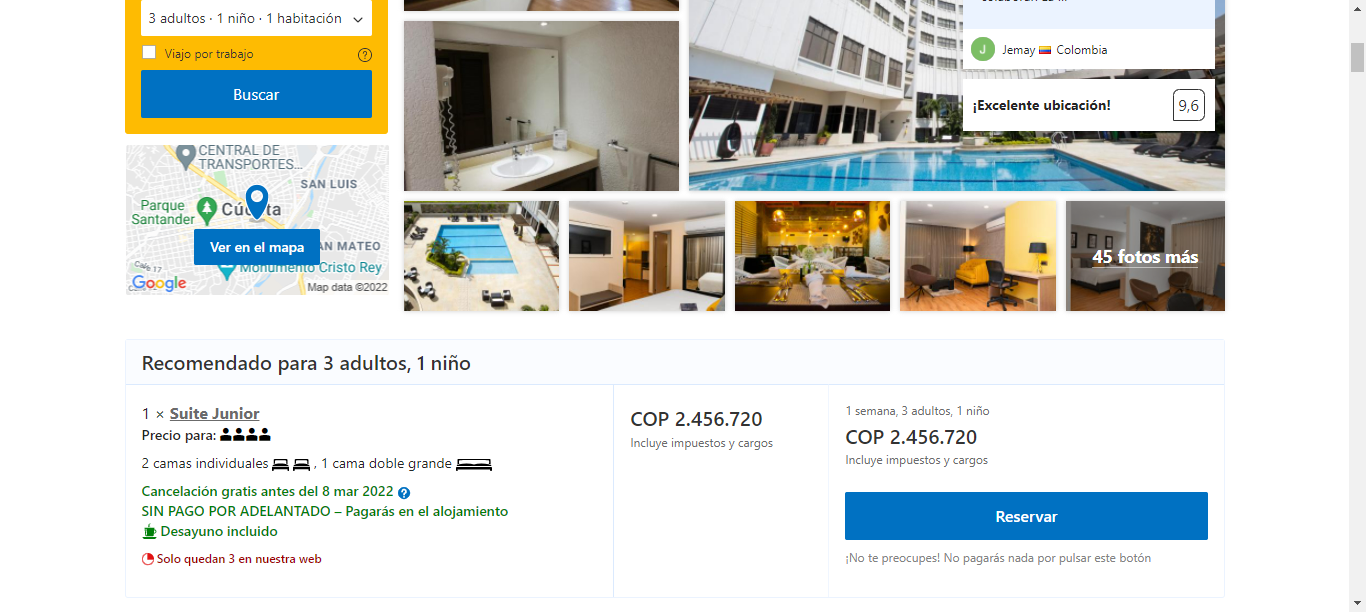 3 adultos · 1 niño · 1 habitación
Viajo por trabajo
?
Buscar
J
Jemay
Colombia
¡Excelente ubicación!
9,6
CENTRAL DE
TRANSPORTES...
SAN LUIS
Parque
Santander
Ver en el mapa
AN MATEO
Monumento Cristo Rey
Google
Map data ©2022
45 fotos más
Recomendado para 3 adultos, 1 niño
1 × Suite Junior
Precio para:
2 camas individuales , 1 cama doble grande
Cancelación gratis antes del 8 mar 2022 ?
SIN PAGO POR ADELANTADO – Pagarás en el alojamiento
Desayuno incluido
Solo quedan 3 en nuestra web
COP 2.456.720
Incluye impuestos y cargos
1 semana, 3 adultos, 1 niño
COP 2.456.720
Incluye impuestos y cargos
Reservar
¡No te preocupes! No pagarás nada por pulsar este botón